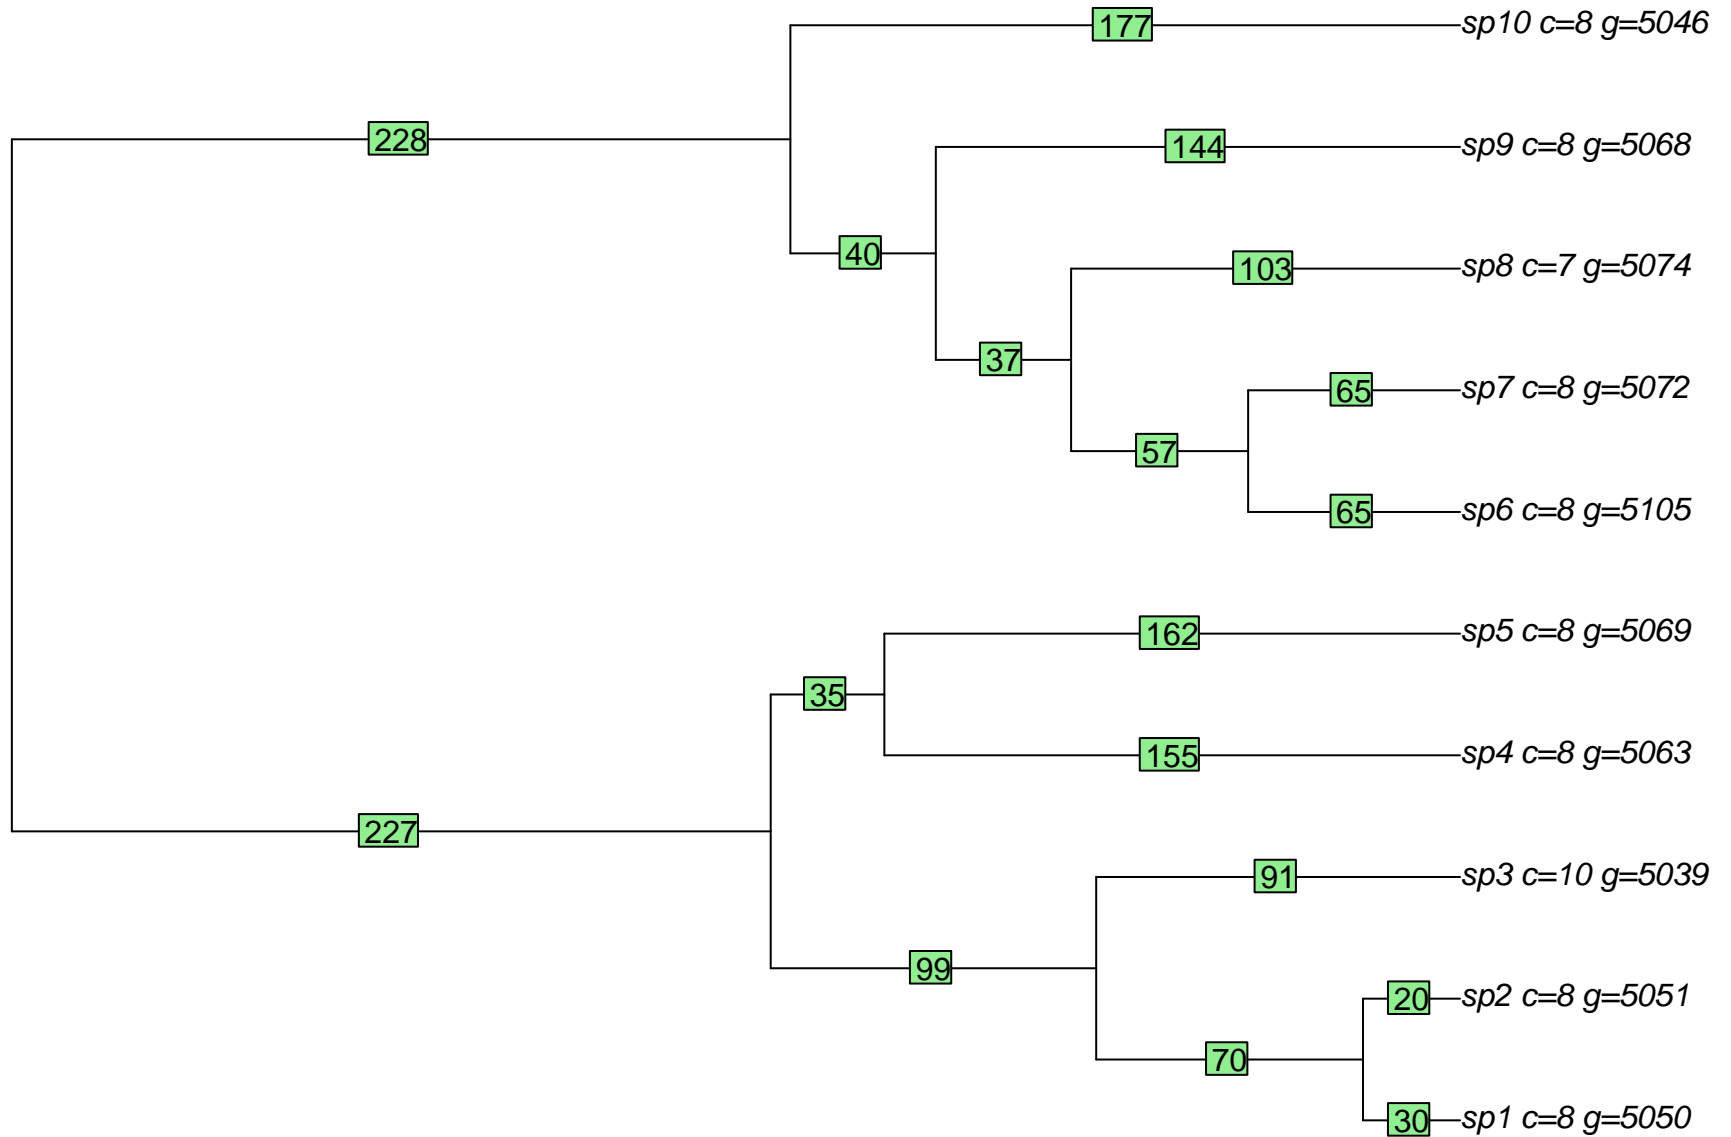 177 sp10 c=8 g=5046
228
144 sp9 c=8 g=5068
40
103 sp8 c=7 g=5074
37
65 sp7 c=8 g=5072
57
65 sp6 c=8 g=5105
162 sp5 c=8 g=5069
35
155 sp4 c=8 g=5063
227
91 sp3 c=10 g=5039
99
20 sp2 c=8 g=5051
70
30 sp1 c=8 g=5050